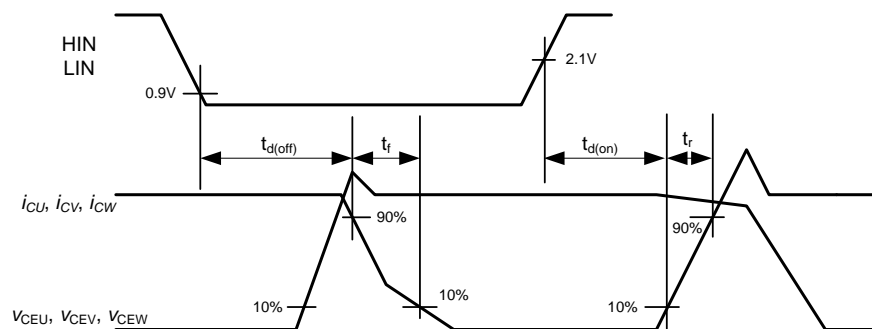 HIN
LIN
0.9V
2.1V
td(off)
tf
td(on)
tr
iCU, iCV, iCW
90%
90%
10%
10%
10%
vCEU, vCEV, vCEW